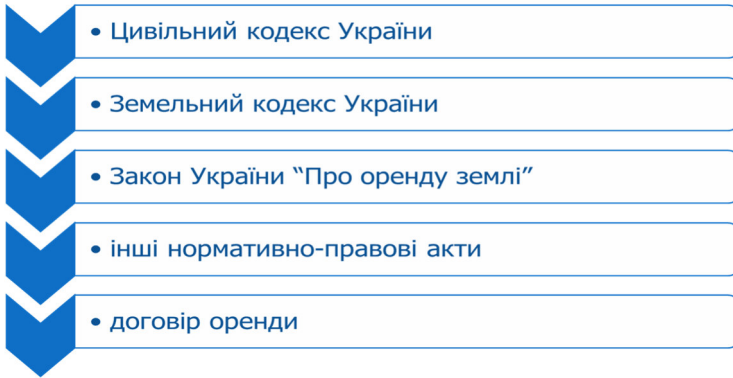 • Цивільний кодекс України
• Земельний кодекс України
• Закон України “Про оренду землі”
• інші нормативно-правові акти
• договір оренди